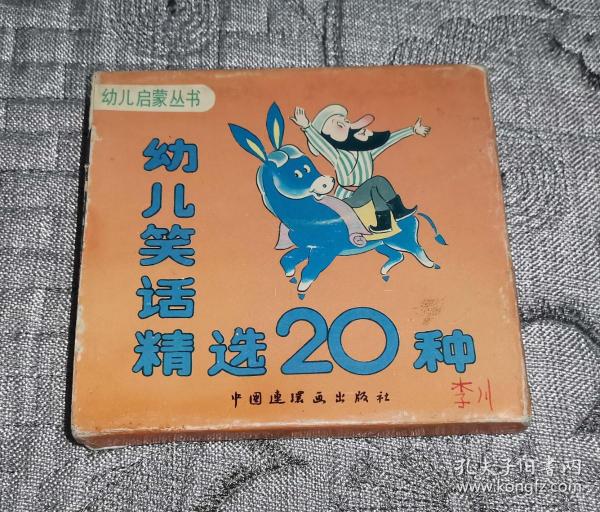 幼儿启蒙丛书
幼儿笑话
精选20种
中国连环画出版社
李川
孔夫子旧书网
www.kongfz.com